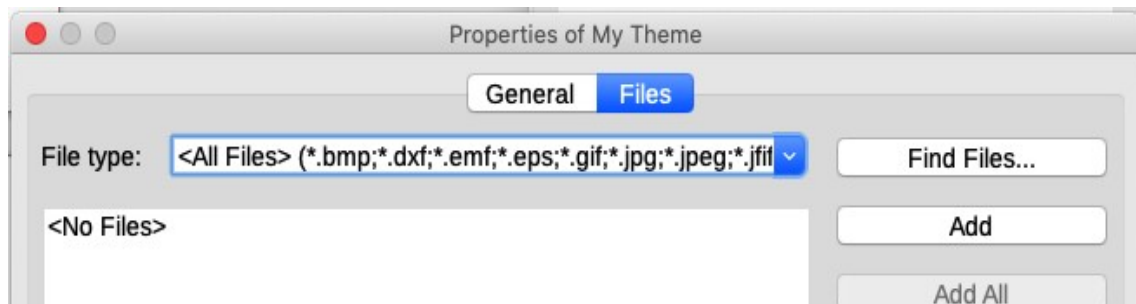 Properties of My Theme
General Files
File type: <All Files> (*.bmp;*.dxf;*.emf;*.eps;*.gif;*.jpg;*.jpeg;*.jfif Find Files...
<No Files> Add
Add All